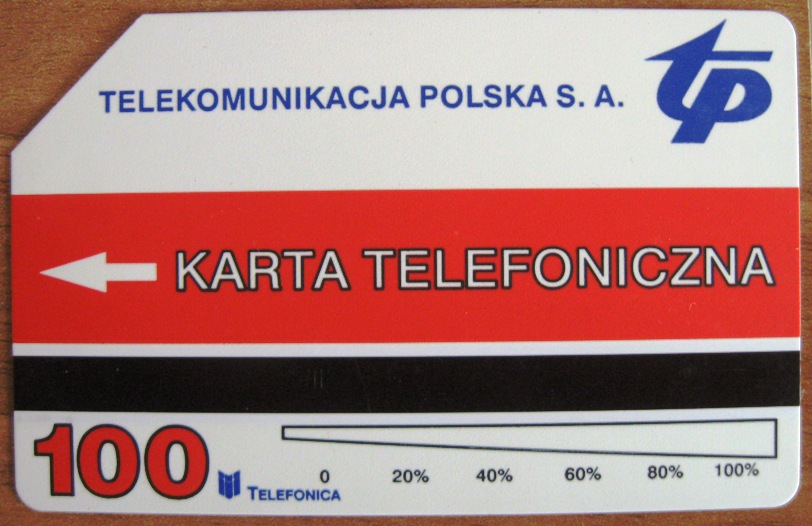 TELEKOMUNIKACJA POLSKA S. A.
tp
KARTA TELEFONICZNA
100
TELEFONICA
0 20% 40% 60% 80% 100%